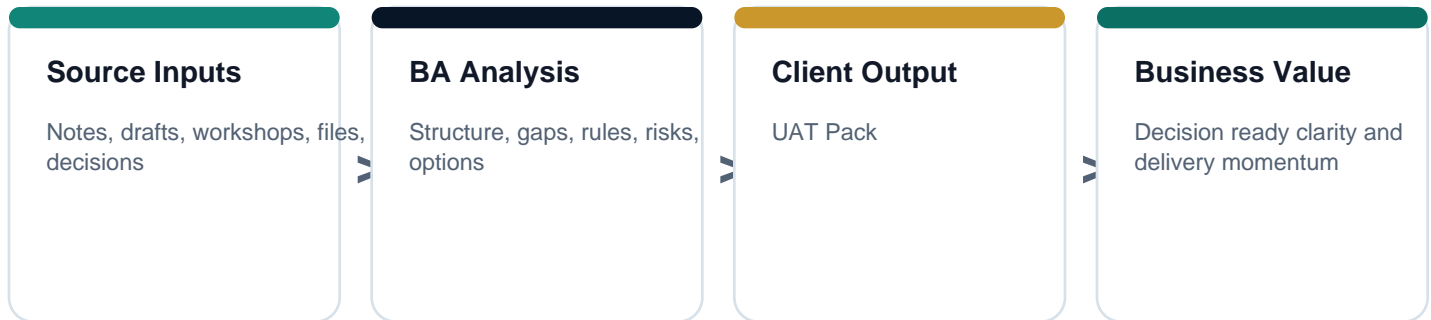 Source Inputs
Notes, drafts, workshops, files,
decisions
>
BA Analysis
Structure, gaps, rules, risks,
options
>
Client Output
UAT Pack
>
Business Value
Decision ready clarity and
delivery momentum